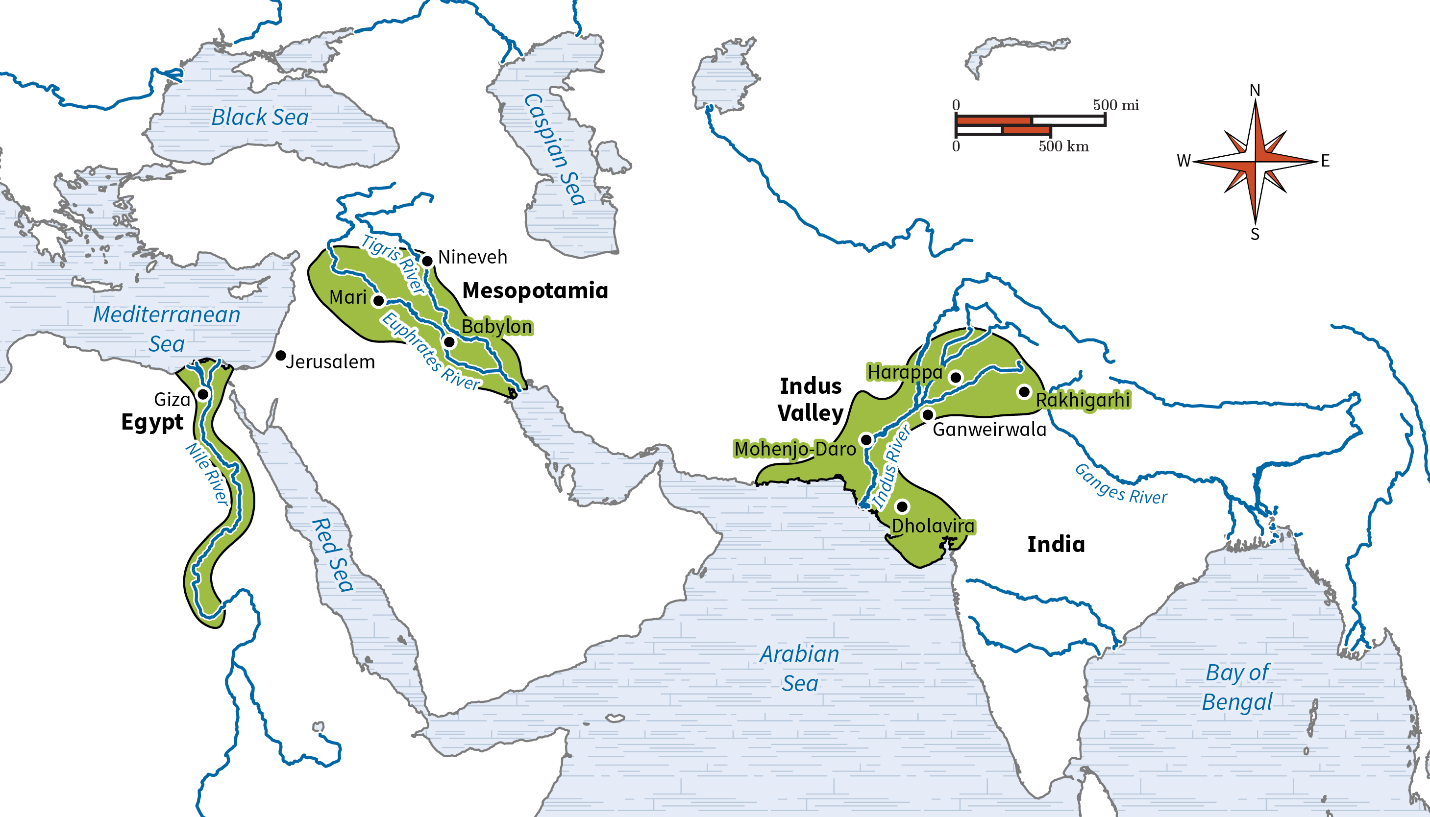 Black Sea
Caspian Sea
0
500 mi
0
500 km
N
W
E
S
Tigris River
Nineveh
Mesopotamia
Mari
Babylon
Euphrates River
Mediterranean
Sea
Jerusalem
Giza
Egypt
Nile River
Red Sea
Indus
Valley
Harappa
Rakhigarhi
Ganweirwala
Mohenjo-Daro
Indus River
Dholavira
Ganges River
India
Arabian
Sea
Bay of
Bengal